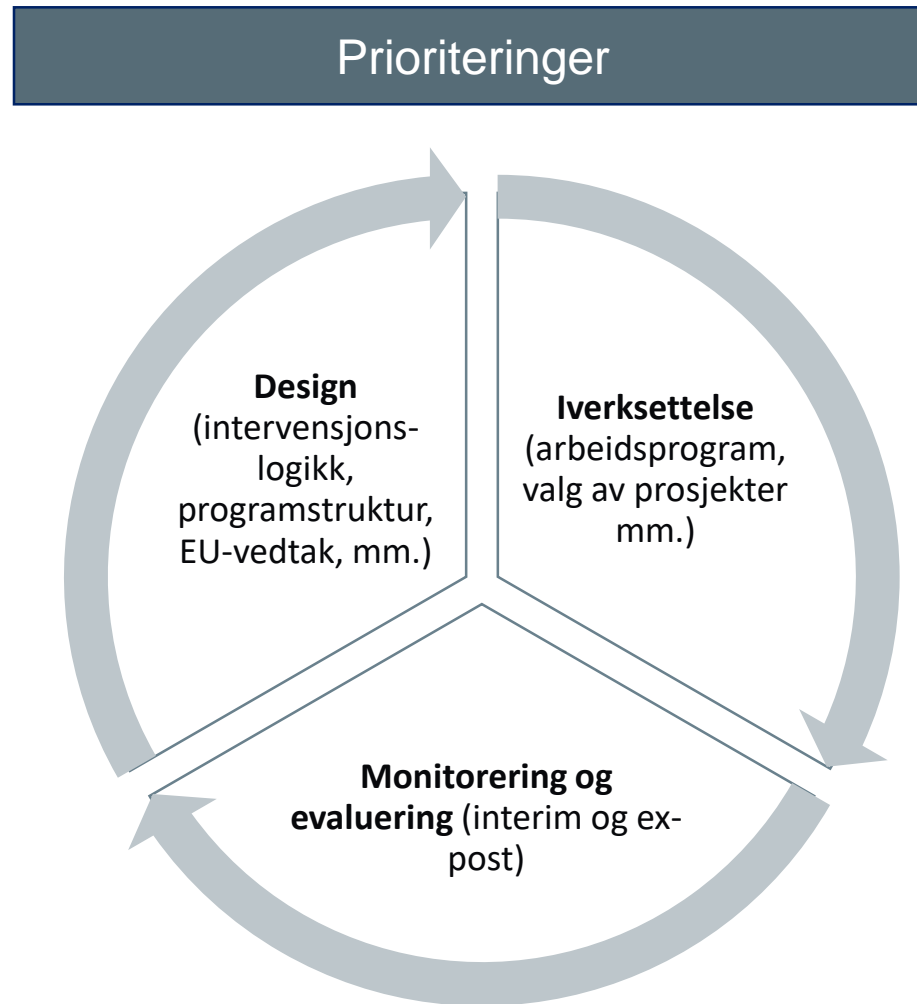 Prioriteringer
Design
(intervensjons-
logikk,
programstruktur,
EU-vedtak, mm.)
Iverksettelse
(arbeidsprogram,
valg av prosjekter
mm.)
Monitorering og
evaluering (interim og ex-
post)